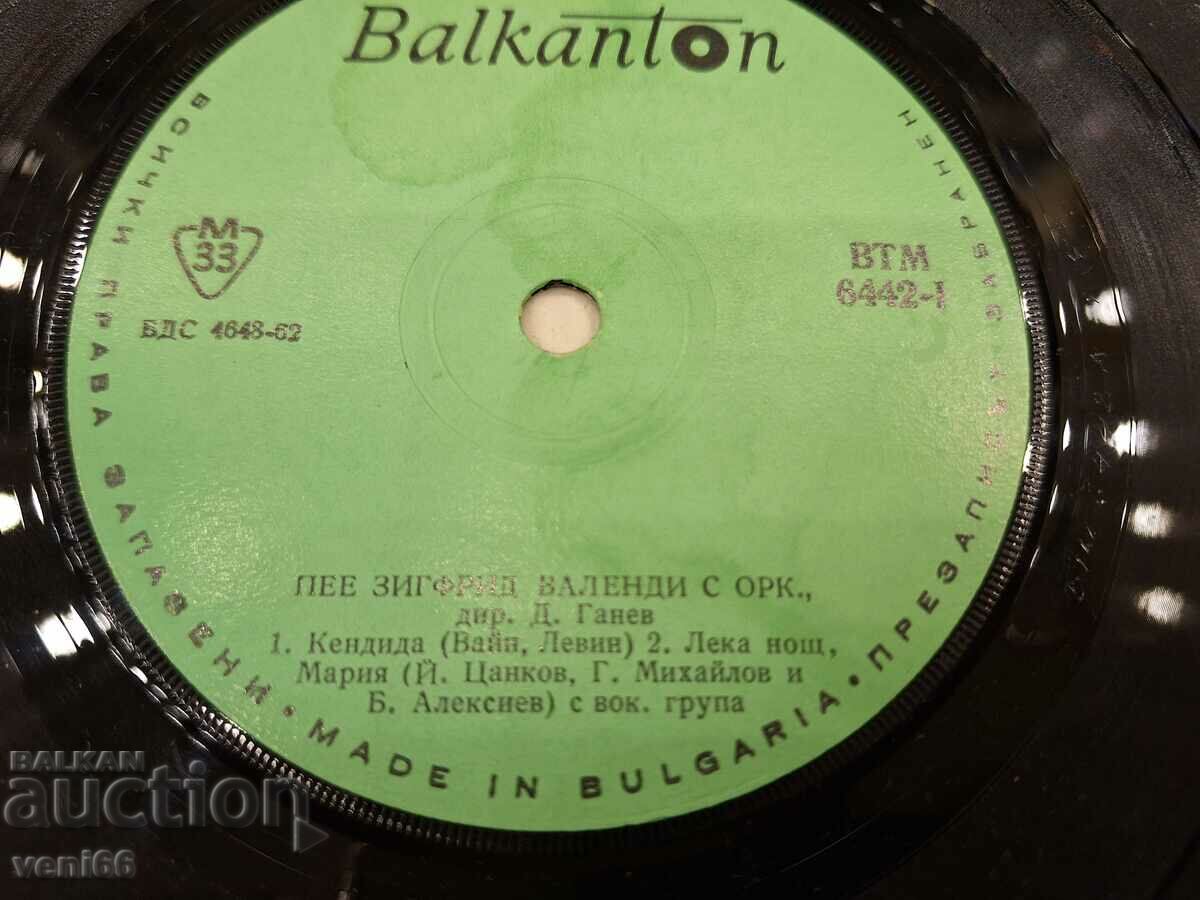 Balkanton
ВСИЧКИ ПРАВА ЗАПАЗЕНИ · MADE IN BULGARIA · ПРЕЗАПИСВАНЕТО ЗАБРАНЕН
М
33
БДС 4648-62
ВТМ
6442-I
ПЕЕ ЗИГФРИД ВАЛЕНДИ С ОРК.,
дир. Д. Ганев
1. Кендида (Вайн, Левин) 2. Лека нощ,
Мария (Й. Цанков, Г. Михайлов и
Б. Алексиев) с вок. група
BALKAN
auction
veni66